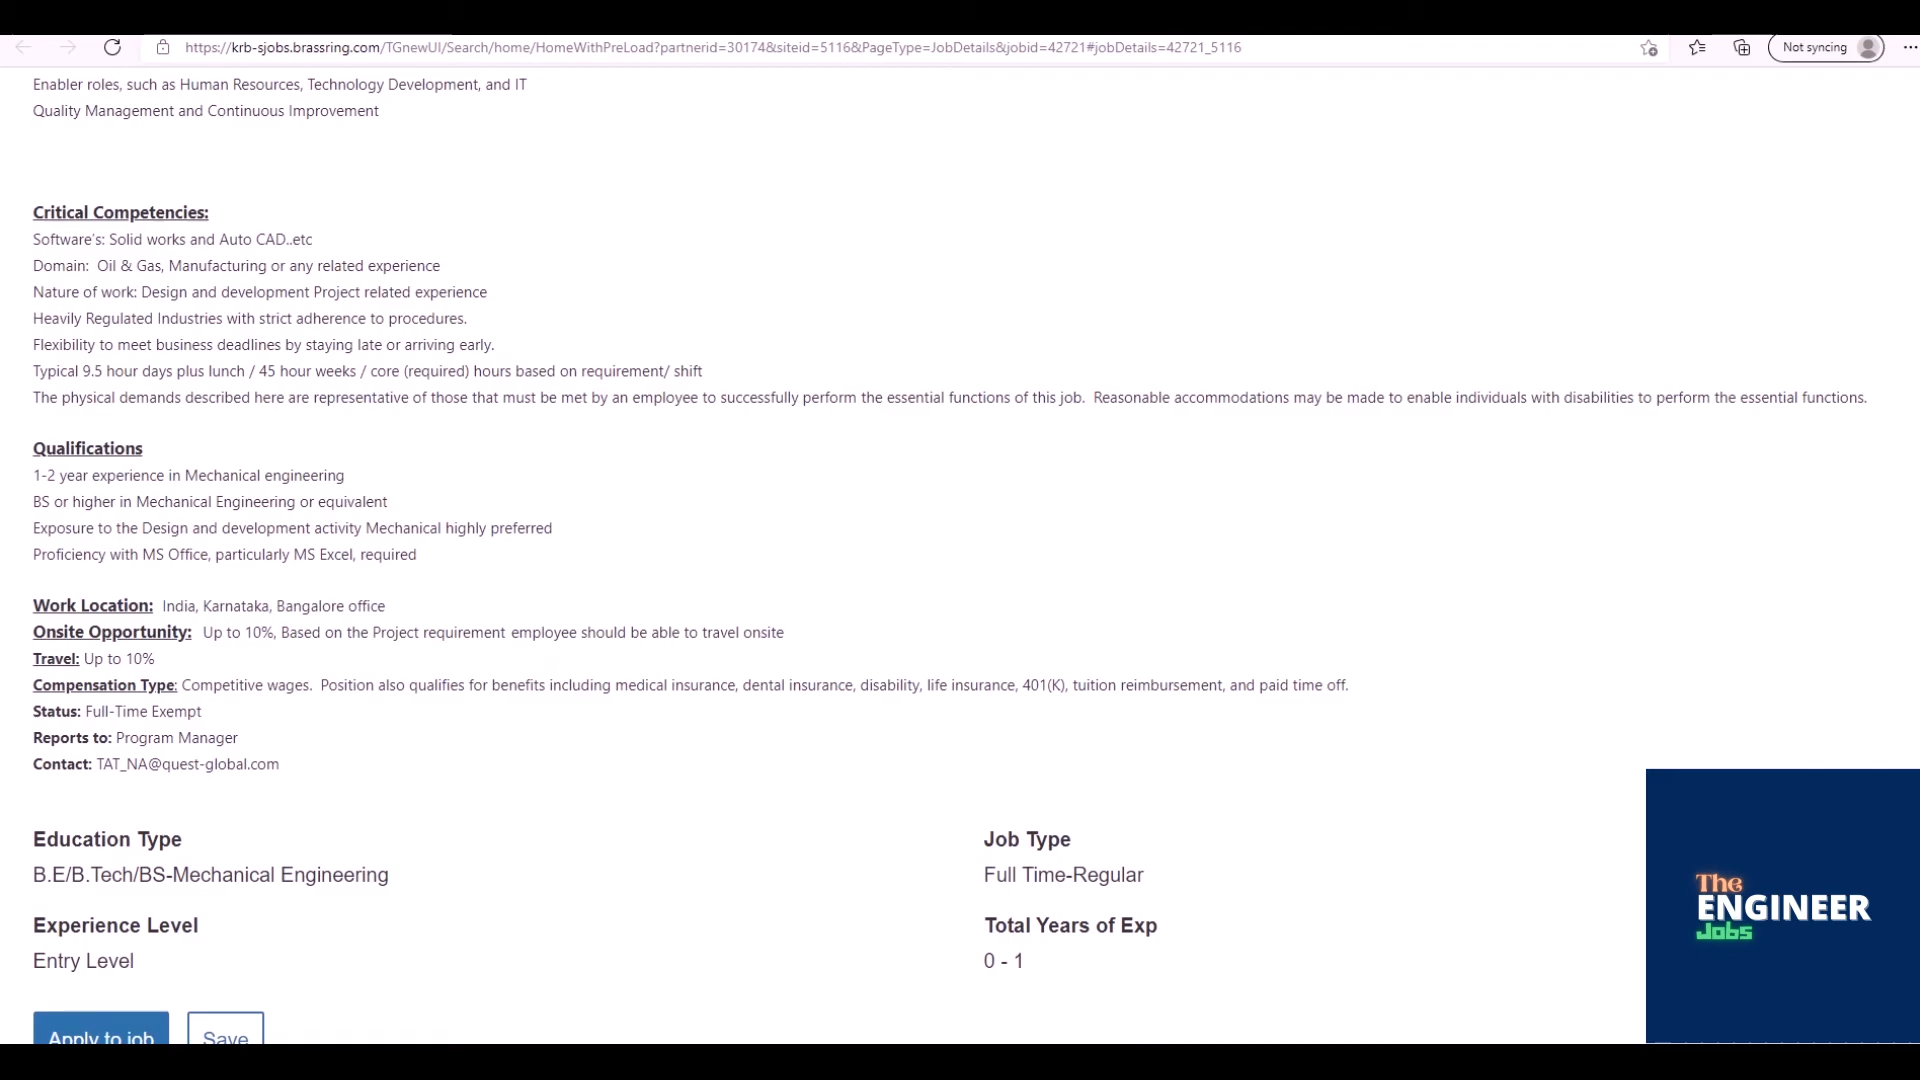 https://krb-sjobs.brassring.com/TGnewUI/Search/home/HomeWithPreLoad?partnerid=30174&siteid=5116&PageType=JobDetails&jobid=42721#jobDetails=42721_5116
Not syncing
Enabler roles, such as Human Resources, Technology Development, and IT
Quality Management and Continuous Improvement
Critical Competencies:
Software's: Solid works and Auto CAD..etc
Domain:  Oil & Gas, Manufacturing or any related experience
Nature of work: Design and development Project related experience
Heavily Regulated Industries with strict adherence to procedures.
Flexibility to meet business deadlines by staying late or arriving early.
Typical 9.5 hour days plus lunch / 45 hour weeks / core (required) hours based on requirement/ shift
The physical demands described here are representative of those that must be met by an employee to successfully perform the essential functions of this job.  Reasonable accommodations may be made to enable individuals with disabilities to perform the essential functions.
Qualifications
1-2 year experience in Mechanical engineering
BS or higher in Mechanical Engineering or equivalent
Exposure to the Design and development activity Mechanical highly preferred
Proficiency with MS Office, particularly MS Excel, required
Work Location:  India, Karnataka, Bangalore office
Onsite Opportunity:  Up to 10%, Based on the Project requirement employee should be able to travel onsite
Travel: Up to 10%
Compensation Type: Competitive wages.  Position also qualifies for benefits including medical insurance, dental insurance, disability, life insurance, 401(K), tuition reimbursement, and paid time off.
Status: Full-Time Exempt
Reports to: Program Manager
Contact: TAT_NA@quest-global.com
Education Type
B.E/B.Tech/BS-Mechanical Engineering
Job Type
Full Time-Regular
Experience Level
Entry Level
Total Years of Exp
0 - 1
Apply to job
Save
The
ENGINEER
Jobs